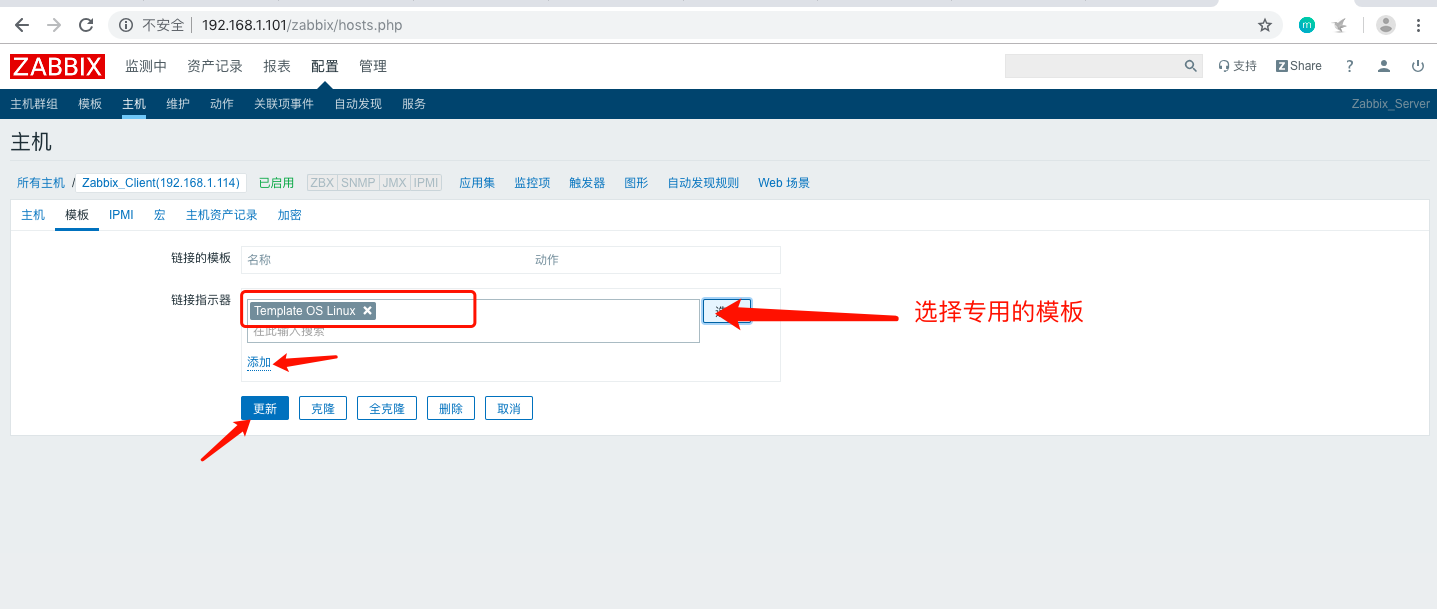 不安全 | 192.168.1.101/zabbix/hosts.php
ZABBIX 监测中 资产记录 报表 配置 管理 支持 Z Share ?
主机群组 模板 主机 维护 动作 关联项事件 自动发现 服务 Zabbix_Server
主机
所有主机 / Zabbix_Client(192.168.1.114) 已启用 ZBX SNMP JMX IPMI 应用集 监控项 触发器 图形 自动发现规则 Web 场景
主机 模板 IPMI 宏 主机资产记录 加密
链接的模板 名称 动作
链接指示器 Template OS Linux 选择专用的模板
在此输入搜索
添加
更新 克隆 全克隆 删除 取消